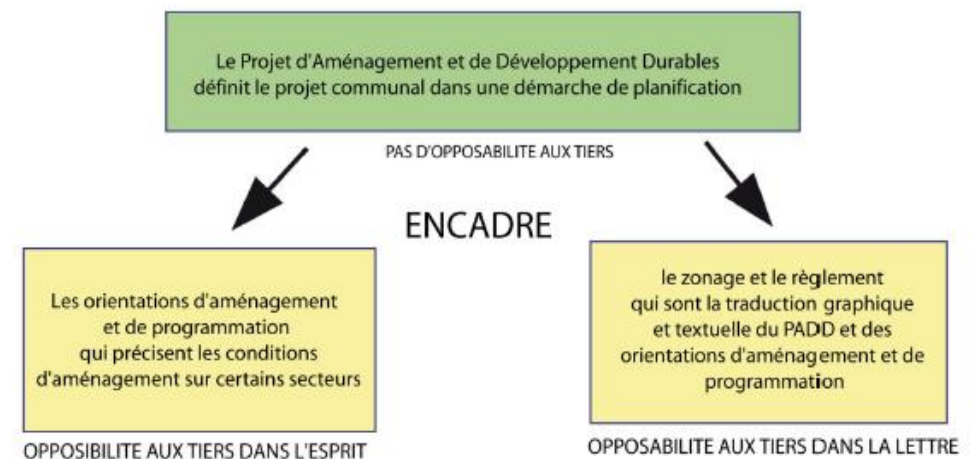 Le Projet d'Aménagement et de Développement Durables
définit le projet communal dans une démarche de planification
PAS D'OPPOSABILITE AUX TIERS
ENCADRE
Les orientations d'aménagement
et de programmation
qui précisent les conditions
d'aménagement sur certains secteurs
OPPOSIBILITE AUX TIERS DANS L'ESPRIT
le zonage et le règlement
qui sont la traduction graphique
et textuelle du PADD et des
orientations d'aménagement et de
programmation
OPPOSABILITE AUX TIERS DANS LA LETTRE